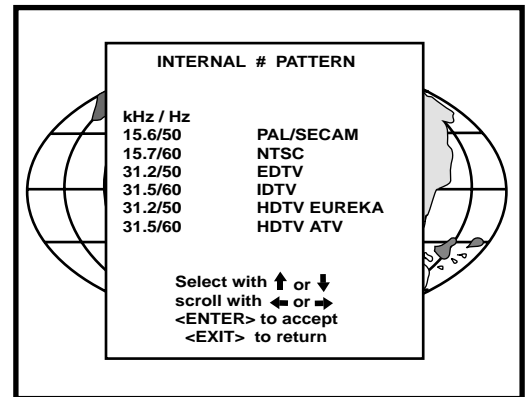 INTERNAL # PATTERN
kHz / Hz
15.6/50 PAL/SECAM
15.7/60 NTSC
31.2/50 EDTV
31.5/60 IDTV
31.2/50 HDTV EUREKA
31.5/60 HDTV ATV
Select with ↑ or ↓
scroll with ← or →
<ENTER> to accept
<EXIT> to return